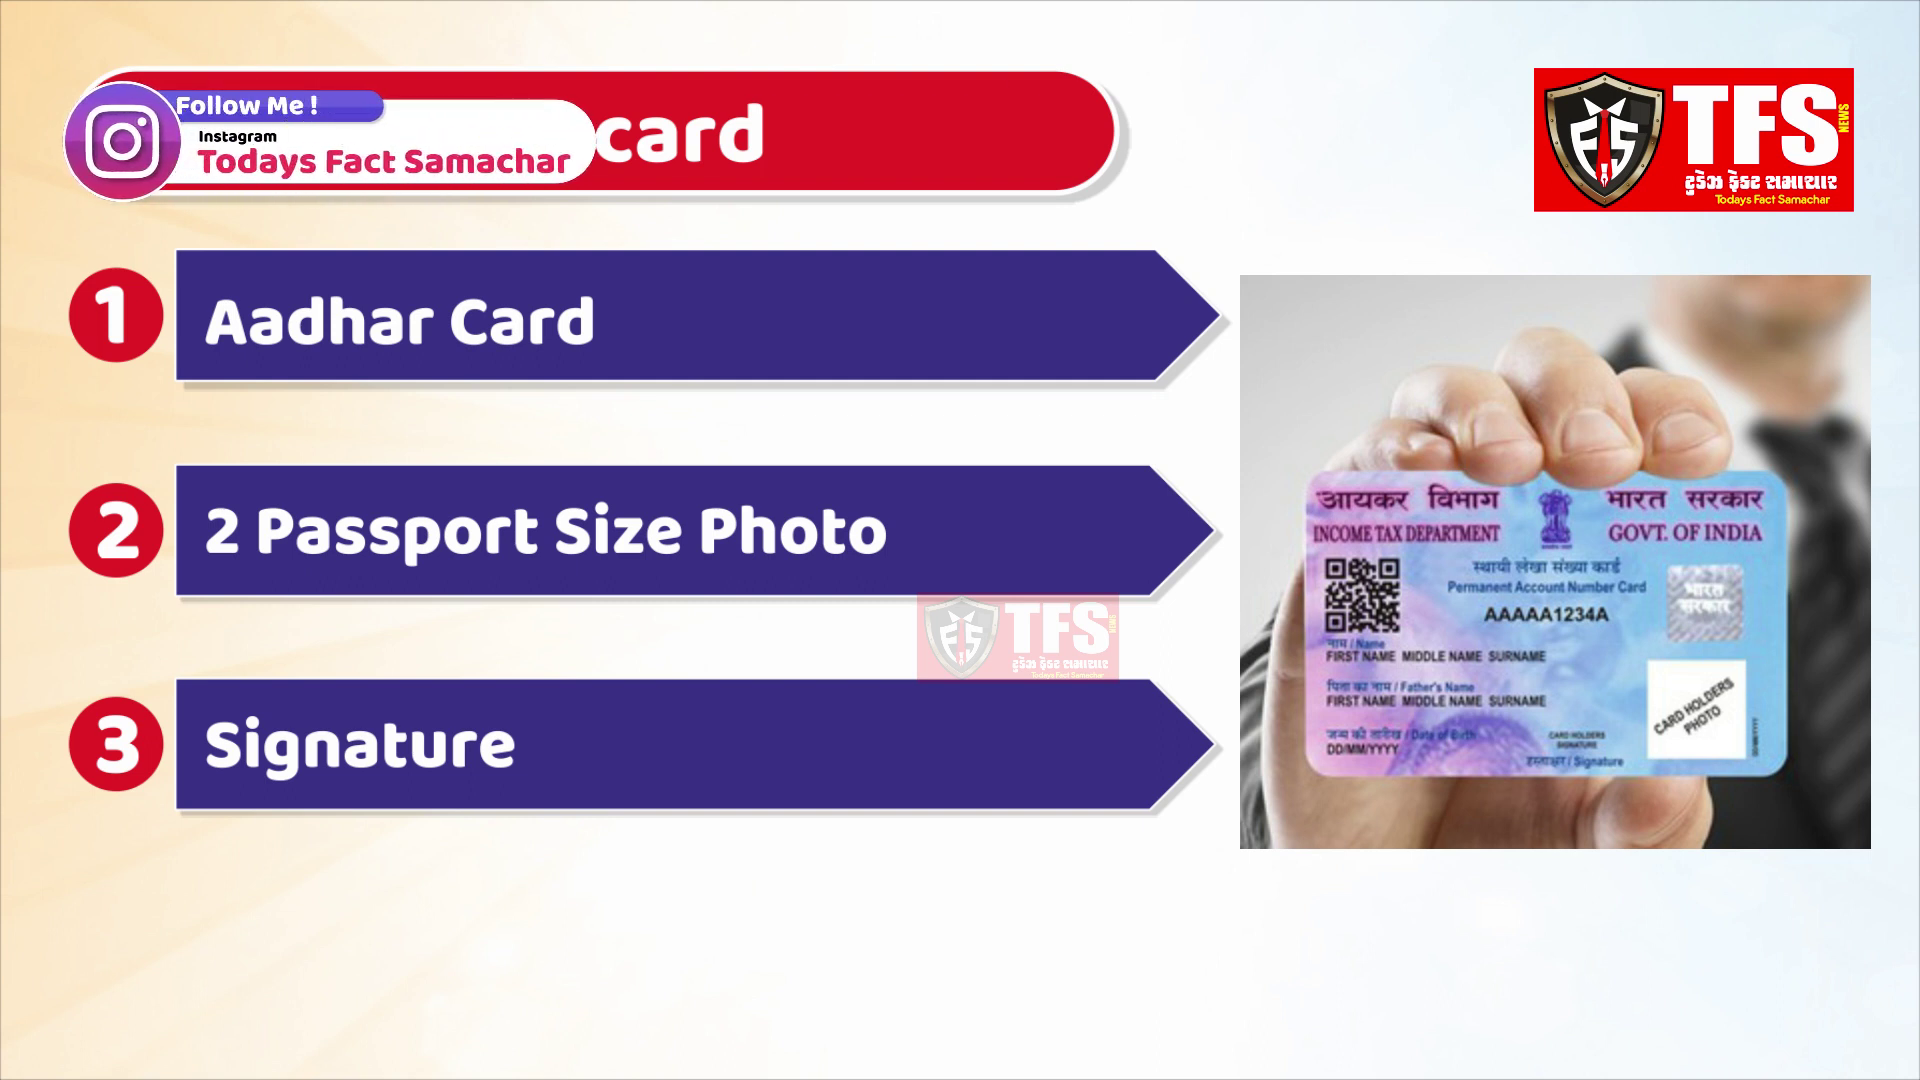 Follow Me !
Instagram
Todays Fact Samachar
card
TFS NEWS
ટુડેઝ ફેક્ટ સમાચાર
Todays Fact Samachar
1 Aadhar Card
2 2 Passport Size Photo
3 Signature
TFS NEWS
ટુડેઝ ફેક્ટ સમાચાર
Todays Fact Samachar
आयकर विभाग भारत सरकार
INCOME TAX DEPARTMENT GOVT. OF INDIA
स्थायी लेखा संख्या कार्ड
Permanent Account Number Card
AAAAA1234A
भारत
सरकार
नाम / Name
FIRST NAME MIDDLE NAME SURNAME
पिता का नाम / Father's Name
FIRST NAME MIDDLE NAME SURNAME
जन्म की तारीख / Date of Birth
DD/MM/YYYY
CARD HOLDERS
SIGNATURE
हस्ताक्षर / Signature
CARD HOLDERS
PHOTO